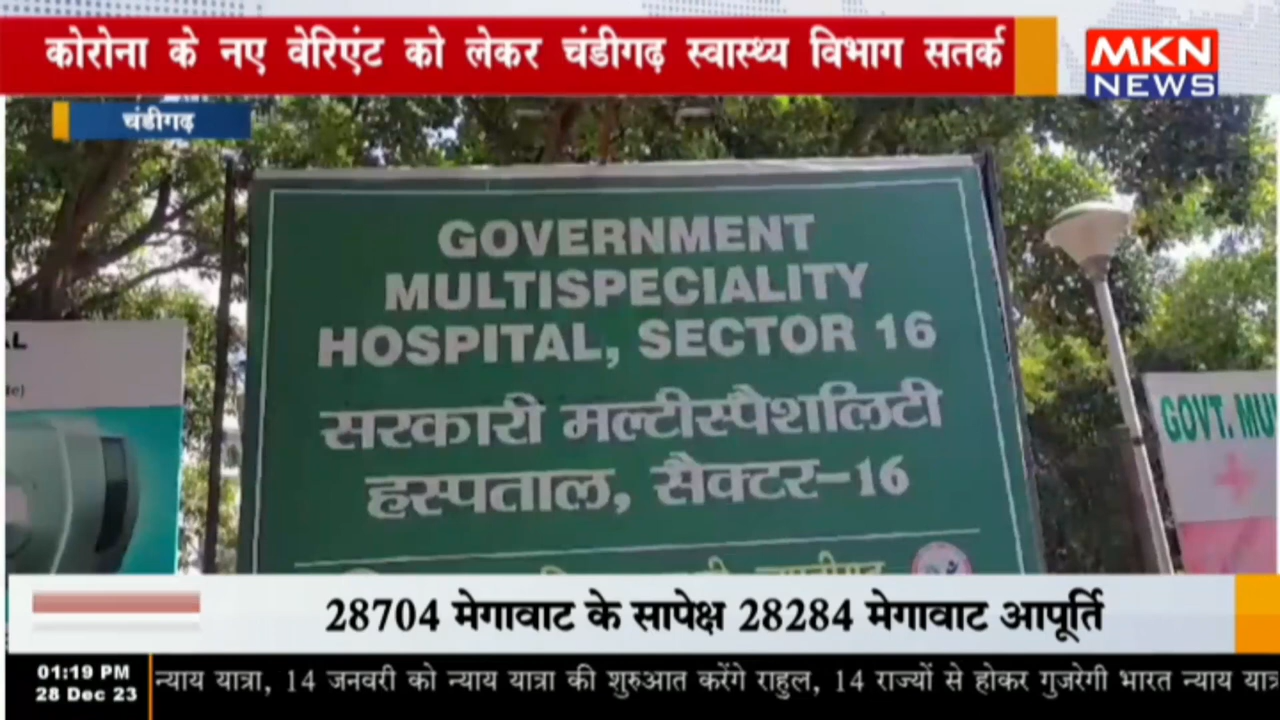 कोरोना के नए वेरिएंट को लेकर चंडीगढ़ स्वास्थ्य विभाग सतर्क
MKN
NEWS
चंडीगढ़
GOVERNMENT
MULTISPECIALITY
HOSPITAL, SECTOR 16
सरकारी मल्टीस्पैशलिटी
हस्पताल, सैक्टर-16
GOVT. MU
28704 मेगावाट के सापेक्ष 28284 मेगावाट आपूर्ति
01:19 PM
28 Dec 23
न्याय यात्रा, 14 जनवरी को न्याय यात्रा की शुरुआत करेंगे राहुल, 14 राज्यों से होकर गुजरेगी भारत न्याय यात्र